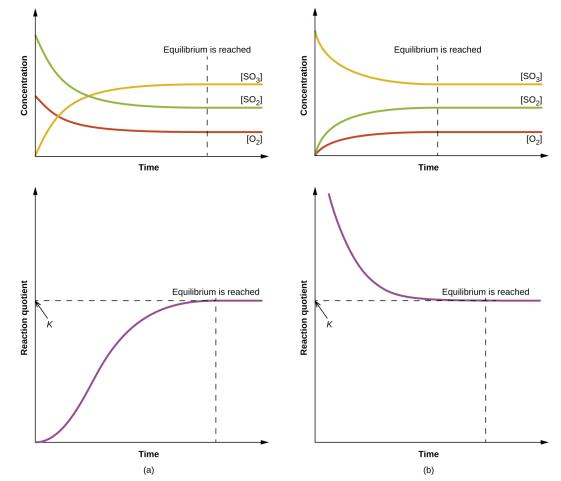 Concentration
Equilibrium is reached
[SO3]
[SO2]
[O2]
Time
Concentration
Equilibrium is reached
[SO3]
[SO2]
[O2]
Time
Reaction quotient
Equilibrium is reached
K
Time
(a)
Reaction quotient
Equilibrium is reached
K
Time
(b)